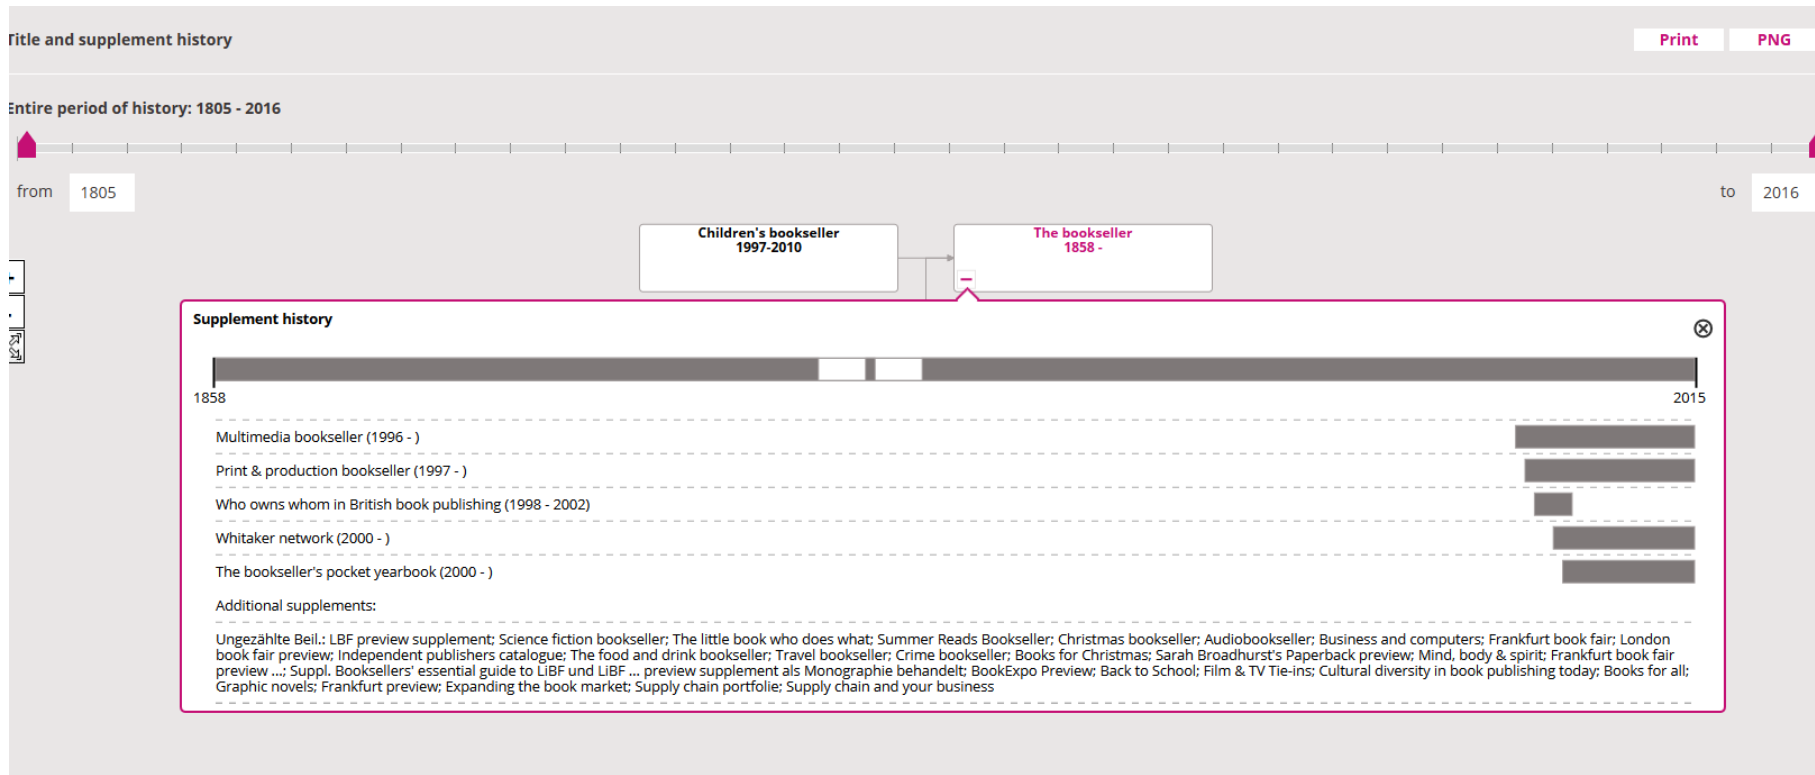 Title and supplement history
Print
PNG
Entire period of history: 1805 - 2016
from
1805
to
2016
Children's bookseller
1997-2010
The bookseller
1858 -
Supplement history
1858
2015
Multimedia bookseller (1996 - )
Print & production bookseller (1997 - )
Who owns whom in British book publishing (1998 - 2002)
Whitaker network (2000 - )
The bookseller's pocket yearbook (2000 - )
Additional supplements:
Ungezählte Beil.: LBF preview supplement; Science fiction bookseller; The little book who does what; Summer Reads Bookseller; Christmas bookseller; Audiobookseller; Business and computers; Frankfurt book fair; London
book fair preview; Independent publishers catalogue; The food and drink bookseller; Travel bookseller; Crime bookseller; Books for Christmas; Sarah Broadhurst's Paperback preview; Mind, body & spirit; Frankfurt book fair
preview ...; Suppl. Booksellers' essential guide to LiBF und LiBF ... preview supplement als Monographie behandelt; BookExpo Preview; Back to School; Film & TV Tie-ins; Cultural diversity in book publishing today; Books for all;
Graphic novels; Frankfurt preview; Expanding the book market; Supply chain portfolio; Supply chain and your business